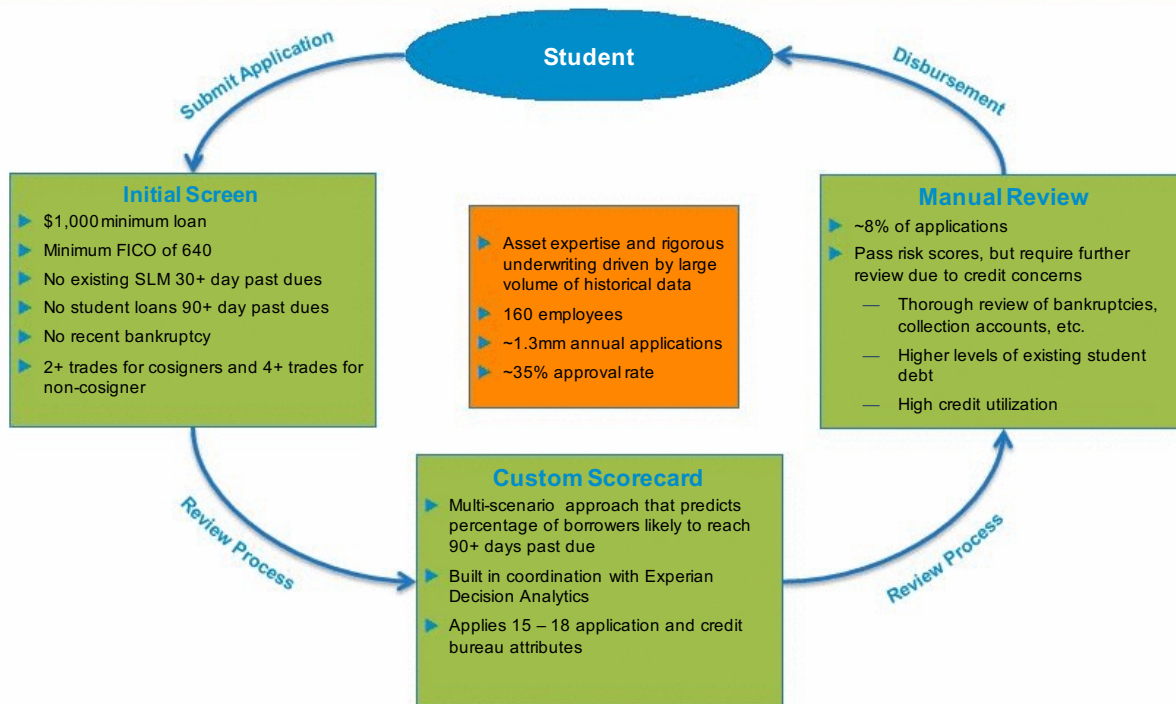 Student
Submit Application
Disbursement
Initial Screen
$1,000 minimum loan
Minimum FICO of 640
No existing SLM 30+ day past dues
No student loans 90+ day past dues
No recent bankruptcy
2+ trades for cosigners and 4+ trades for
non-cosigner
Asset expertise and rigorous
underwriting driven by large
volume of historical data
160 employees
~1.3mm annual applications
~35% approval rate
Manual Review
~8% of applications
Pass risk scores, but require further
review due to credit concerns
— Thorough review of bankruptcies,
collection accounts, etc.
— Higher levels of existing student
debt
— High credit utilization
Review Process
Custom Scorecard
Multi-scenario approach that predicts
percentage of borrowers likely to reach
90+ days past due
Built in coordination with Experian
Decision Analytics
Applies 15 – 18 application and credit
bureau attributes
Review Process